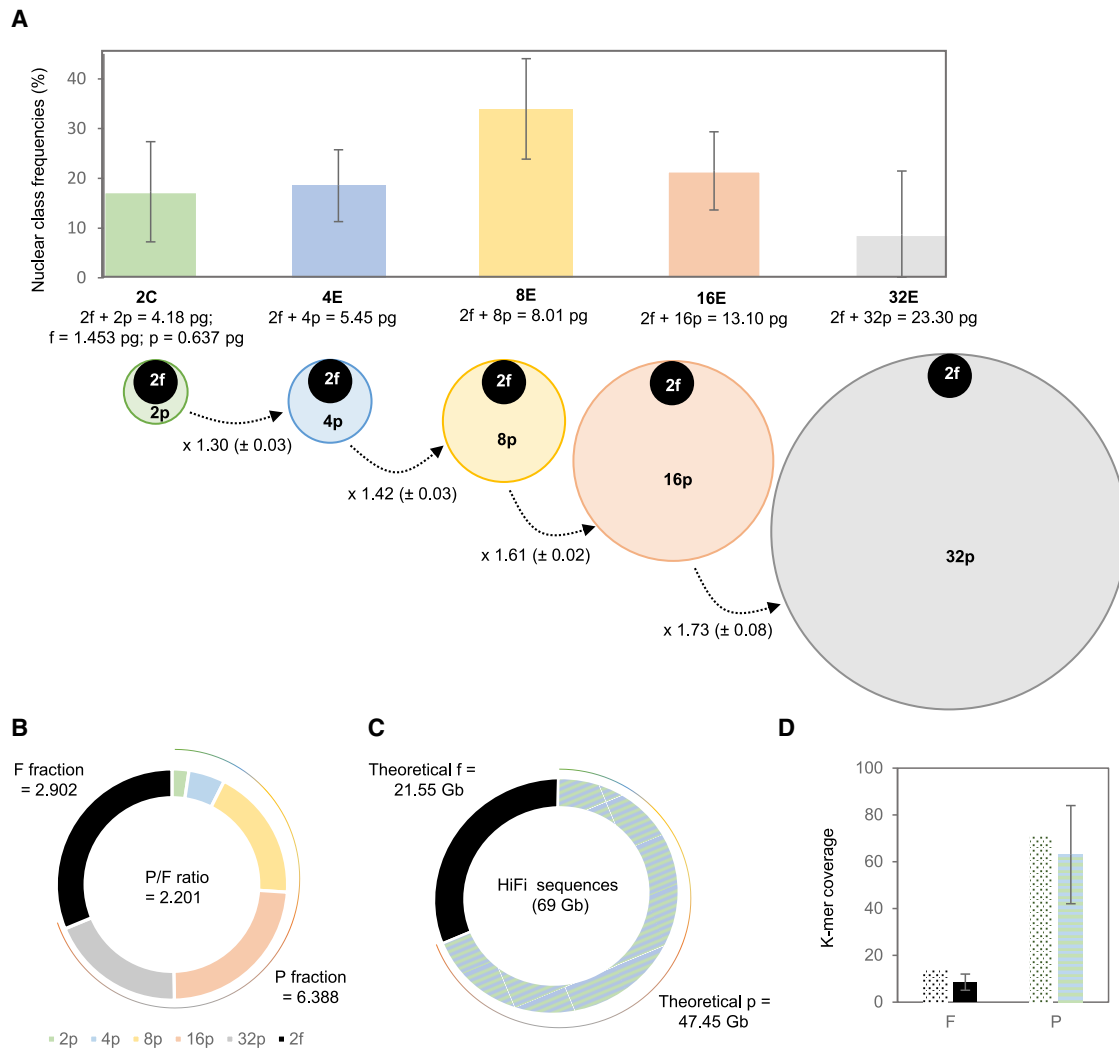 A
Nuclear class frequencies (%)
40
30
20
10
0
2C
2f + 2p = 4.18 pg;
f = 1.453 pg; p = 0.637 pg
4E
2f + 4p = 5.45 pg
8E
2f + 8p = 8.01 pg
16E
2f + 16p = 13.10 pg
32E
2f + 32p = 23.30 pg
2f
2p
2f
4p
2f
8p
2f
16p
2f
32p
x 1.30 (± 0.03)
x 1.42 (± 0.03)
x 1.61 (± 0.02)
x 1.73 (± 0.08)
B
F fraction
= 2.902
P/F ratio
= 2.201
P fraction
= 6.388
2p 4p 8p 16p 32p 2f
C
Theoretical f =
21.55 Gb
HiFi sequences
(69 Gb)
Theoretical p =
47.45 Gb
D
K-mer coverage
100
80
60
40
20
0
F P